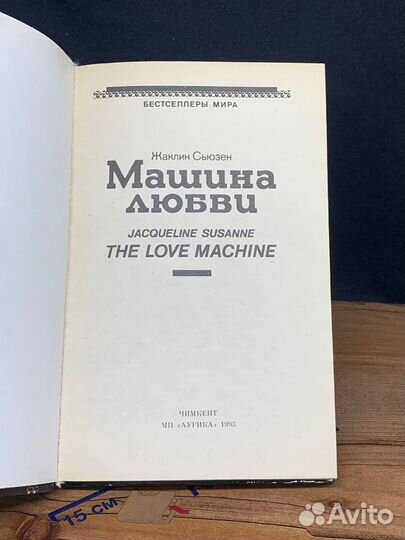 БЕСТСЕЛЛЕРЫ МИРА
Жаклин Сьюзен
Машина
любви
JACQUELINE SUSANNE
THE LOVE MACHINE
ЧИМКЕНТ
МП «АУРИКА» 1993
15 СМ
Avito